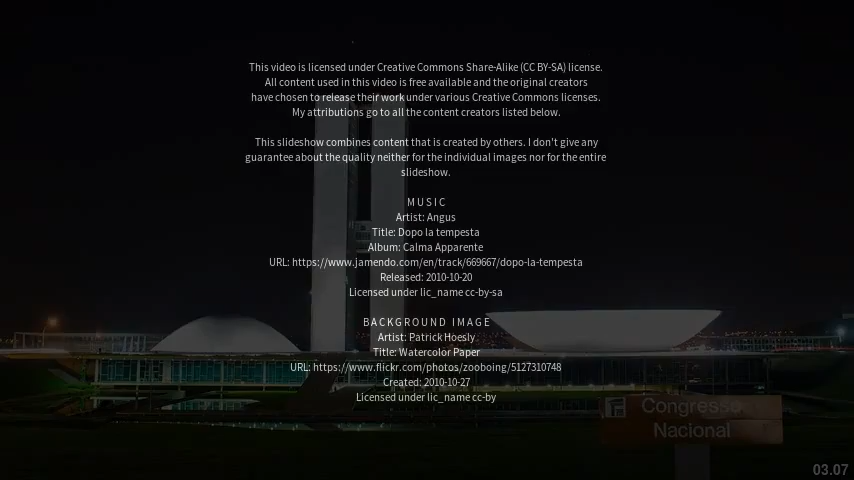 This video is licensed under Creative Commons Share-Alike (CC BY-SA) license.
All content used in this video is free available and the original creators
have chosen to release their work under various Creative Commons licenses.
My attributions go to all the content creators listed below.
This slideshow combines content that is created by others. I don't give any
guarantee about the quality neither for the individual images nor for the entire
slideshow.
MUSIC
Artist: Angus
Title: Dopo la tempesta
Album: Calma Apparente
URL: https://www.jamendo.com/en/track/669667/dopo-la-tempesta
Released: 2010-10-20
Licensed under lic_name cc-by-sa
BACKGROUND IMAGE
Artist: Patrick Hoesly
Title: Watercolor Paper
URL: https://www.flickr.com/photos/zooboing/5127310748
Created: 2010-10-27
Licensed under lic_name cc-by
Congresso
Nacional
03.07